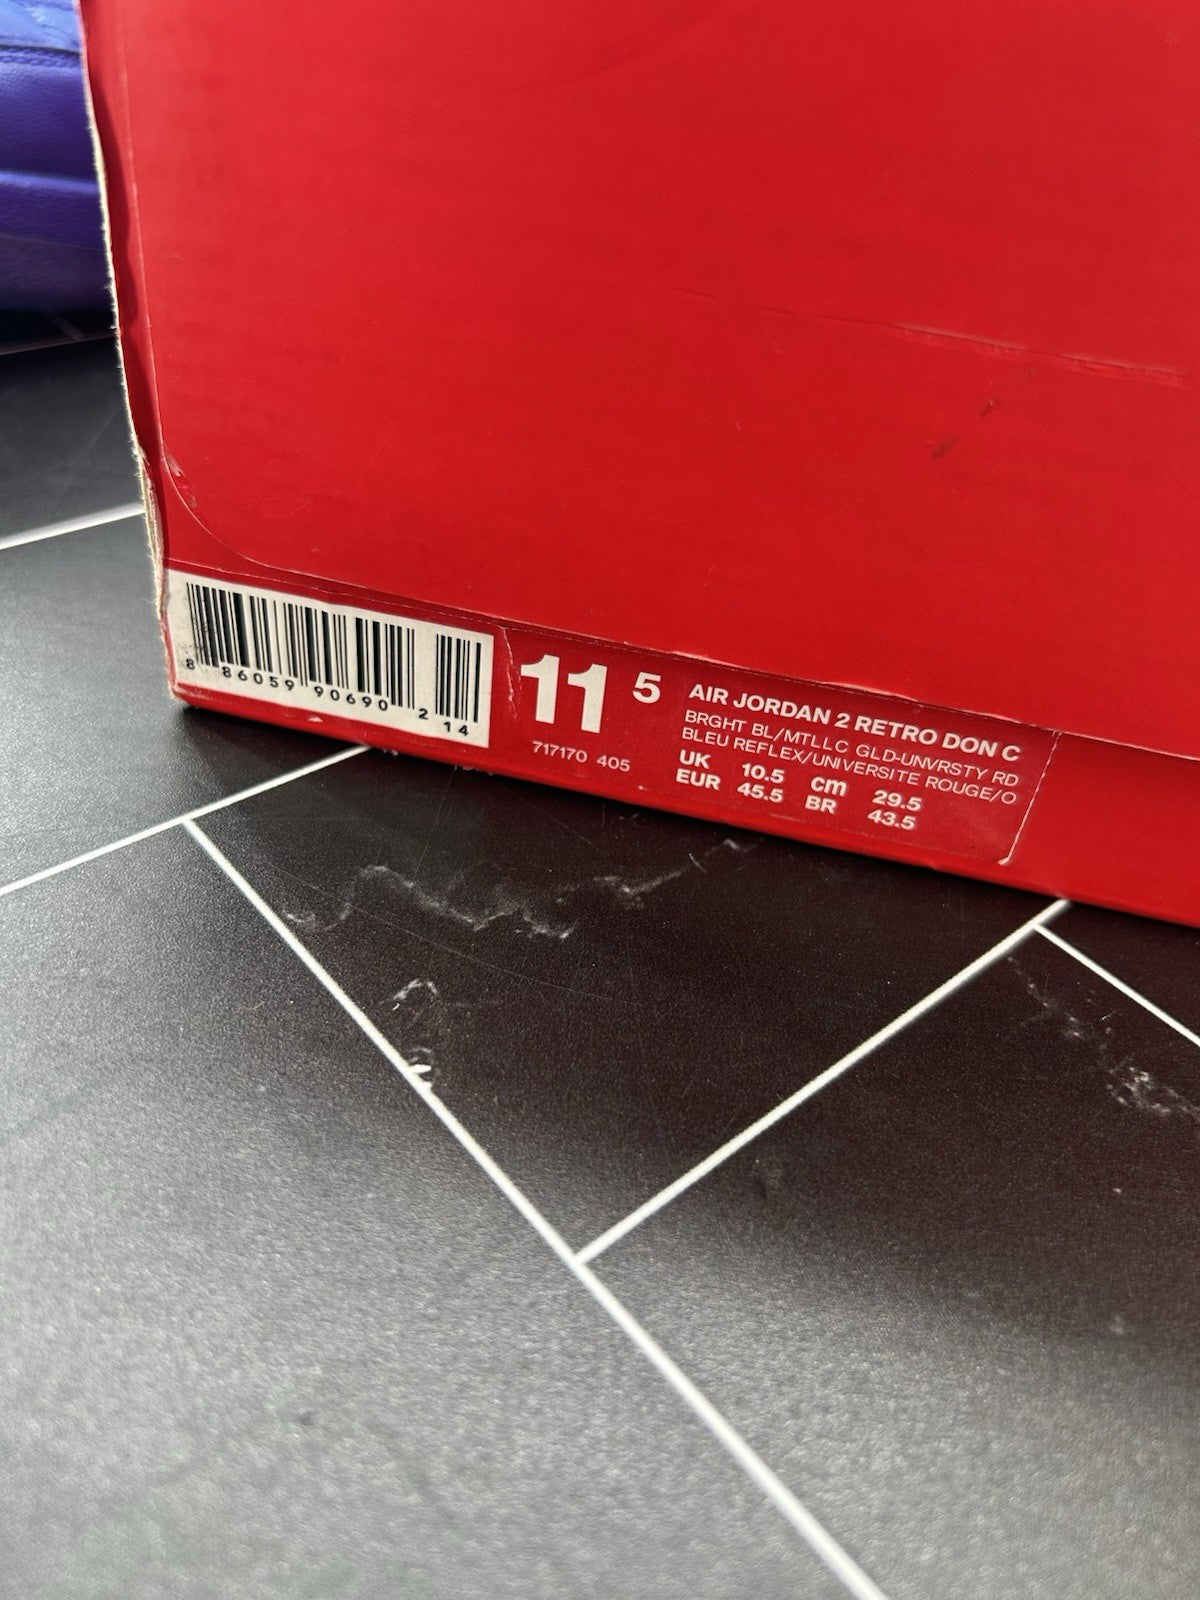 8 86059 90690 2 14
11 5
717170 405
AIR JORDAN 2 RETRO DON C
BRGHT BL/MTLLC GLD-UNVRSTY RD
BLEU REFLEX/UNIVERSITE ROUGE/O
UK 10.5 cm 29.5
EUR 45.5 BR 43.5